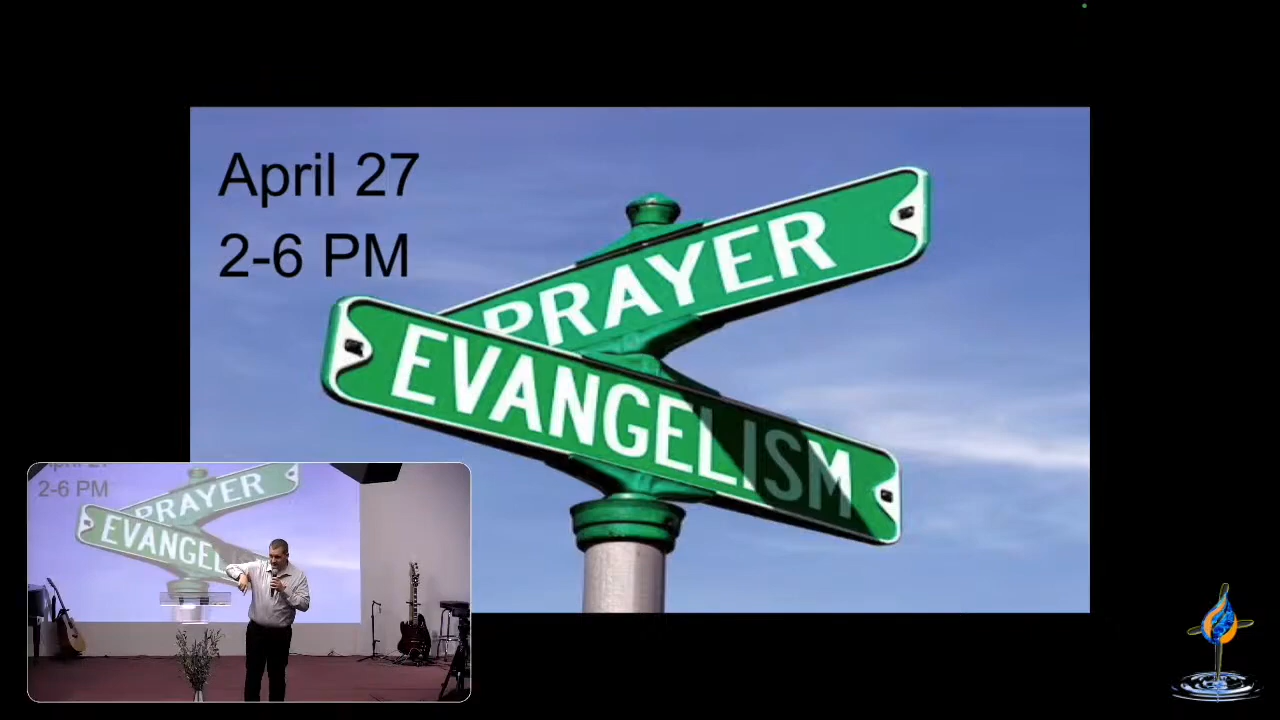 April 27
2-6 PM
PRAYER
EVANGELISM
2-6 PM
PRAYER
EVANGEL